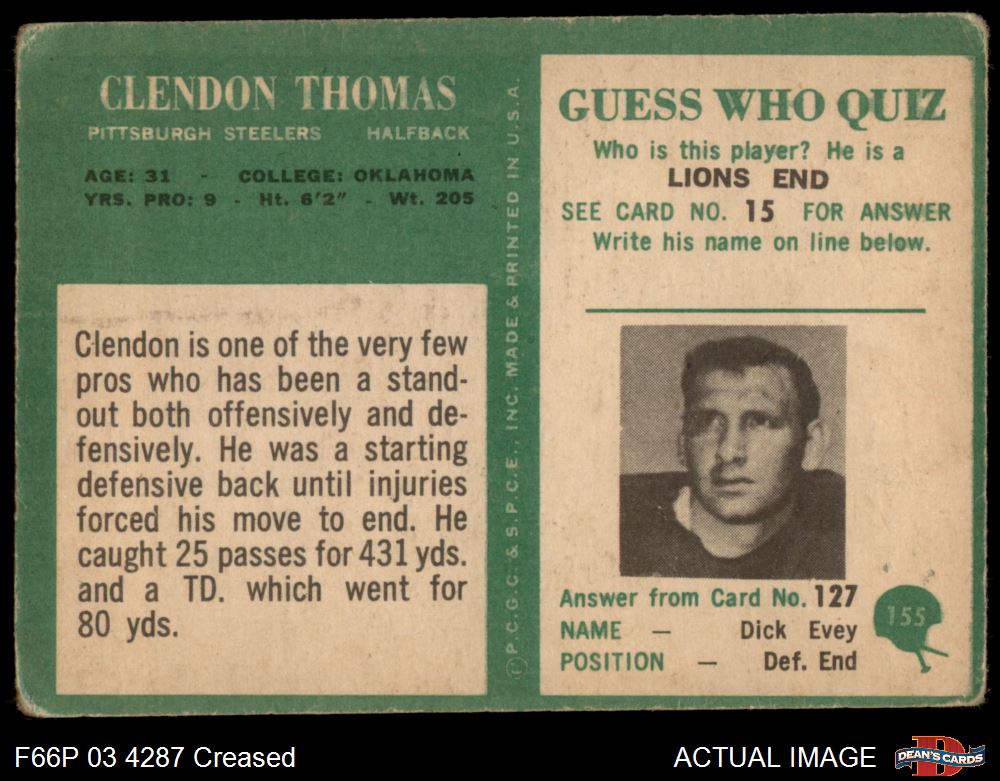 CLENDON THOMAS
PITTSBURGH STEELERS HALFBACK
AGE: 31 - COLLEGE: OKLAHOMA
YRS. PRO: 9 - Ht. 6'2" - Wt. 205
Clendon is one of the very few
pros who has been a stand-
out both offensively and de-
fensively. He was a starting
defensive back until injuries
forced his move to end. He
caught 25 passes for 431 yds.
and a TD. which went for
80 yds.
Ⓟ P.C.G.C. & S.P.C.E., INC. MADE & PRINTED IN U.S.A.
GUESS WHO QUIZ
Who is this player? He is a
LIONS END
SEE CARD NO. 15 FOR ANSWER
Write his name on line below.
Answer from Card No. 127
NAME — Dick Evey
POSITION — Def. End
155
F66P 03 4287 Creased
ACTUAL IMAGE
D
DEAN'S CARDS